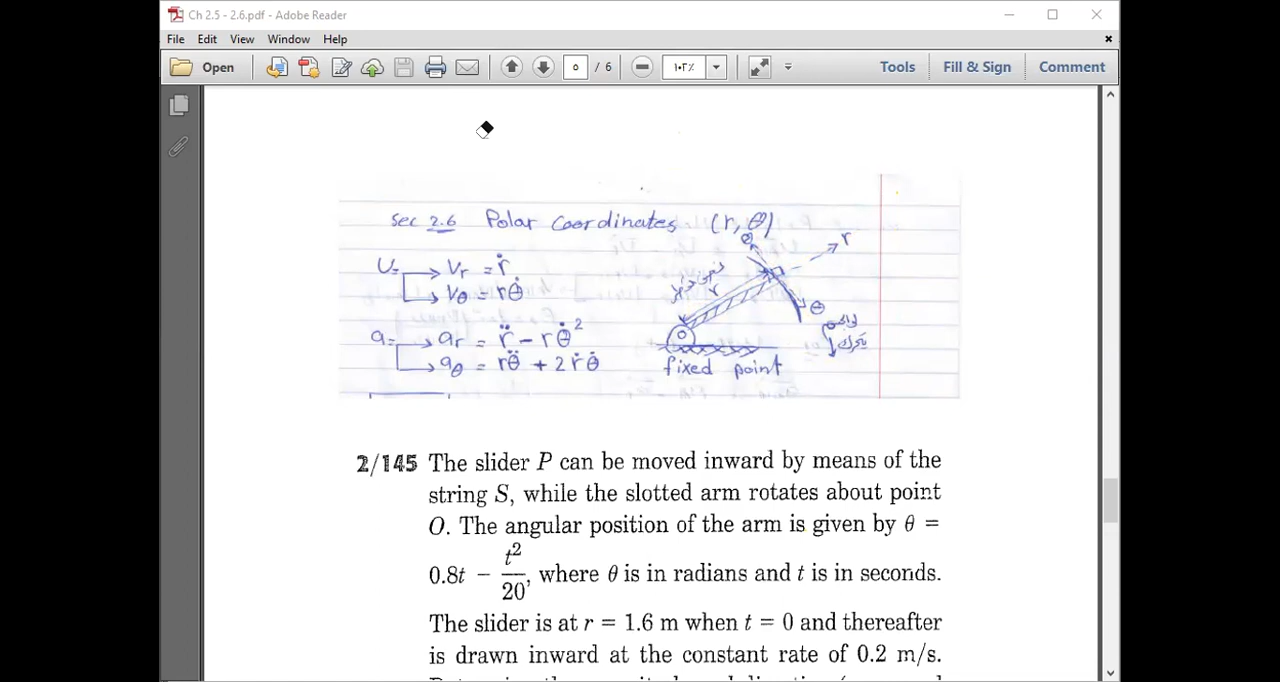 Ch 2.5 - 2.6.pdf - Adobe Reader
File Edit View Window Help
Open ٥ / 6 ١٠٢٪ Tools Fill & Sign Comment
Sec 2.6 Polar Coordinates (r, θ)
U= → Vr = ṙ
→ Vθ = rθ̇
a= → ar = r̈ - rθ̇²
→ aθ = rθ̈ + 2ṙθ̇
θ r
r
θ
fixed point
2/145 The slider P can be moved inward by means of the
string S, while the slotted arm rotates about point
O. The angular position of the arm is given by θ =
0.8t − t²/20, where θ is in radians and t is in seconds.
The slider is at r = 1.6 m when t = 0 and thereafter
is drawn inward at the constant rate of 0.2 m/s.